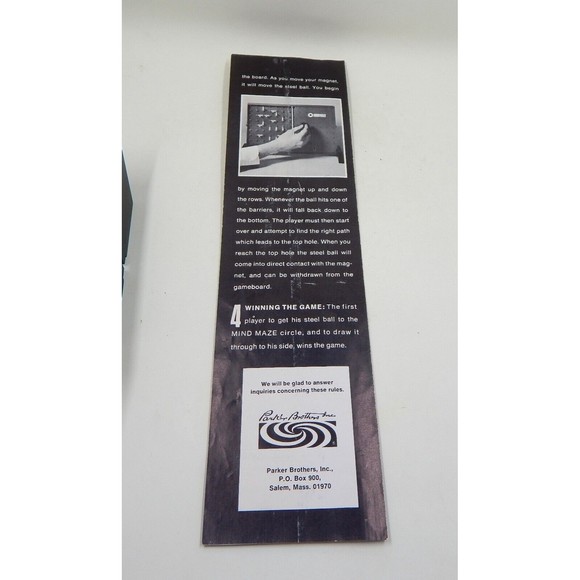 the board. As you move your magnet,
it will move the steel ball. You begin
by moving the magnet up and down
the rows. Whenever the ball hits one of
the barriers, it will fall back down to
the bottom. The player must then start
over and attempt to find the right path
which leads to the top hole. When you
reach the top hole the steel ball will
come into direct contact with the mag-
net, and can be withdrawn from the
gameboard.
4 WINNING THE GAME: The first
player to get his steel ball to the
MIND MAZE circle, and to draw it
through to his side, wins the game.
We will be glad to answer
inquiries concerning these rules.
Parker Brothers Inc.
Parker Brothers, Inc.,
P.O. Box 900,
Salem, Mass. 01970